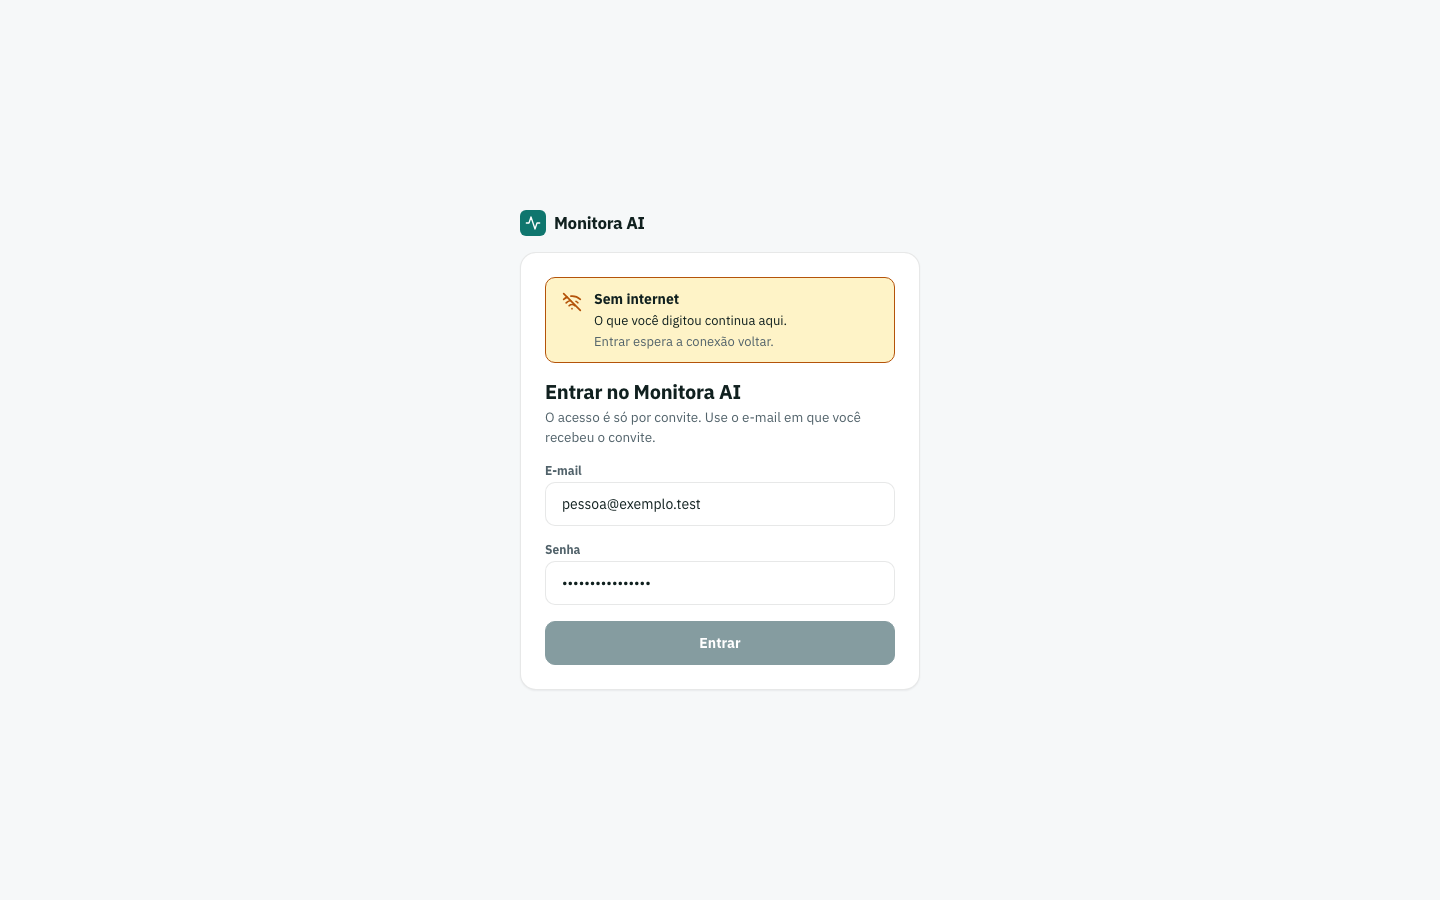 Monitora AI
Sem internet
O que você digitou continua aqui.
Entrar espera a conexão voltar.
Entrar no Monitora AI
O acesso é só por convite. Use o e-mail em que você
recebeu o convite.
E-mail
pessoa@exemplo.test
Senha
••••••••••••••••
Entrar